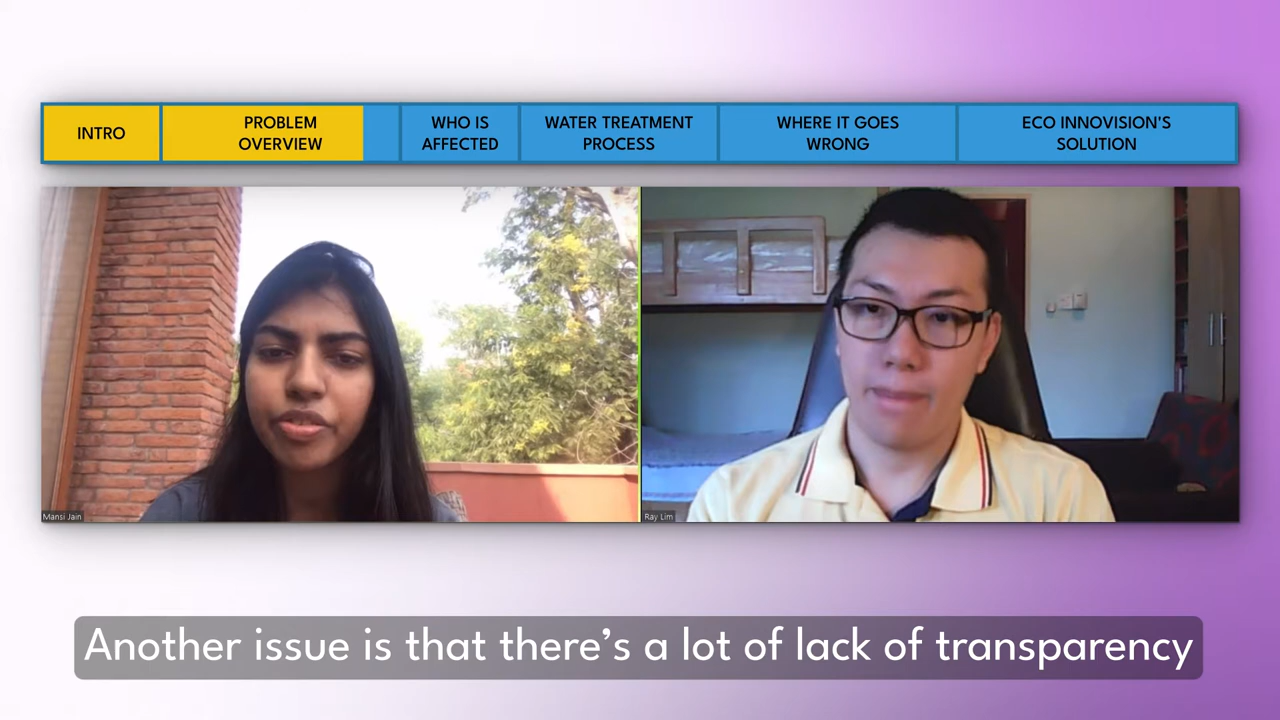 INTRO
PROBLEM
OVERVIEW
WHO IS
AFFECTED
WATER TREATMENT
PROCESS
WHERE IT GOES
WRONG
ECO INNOVISION'S
SOLUTION
Mansi Jain
Ray Lim
Another issue is that there’s a lot of lack of transparency